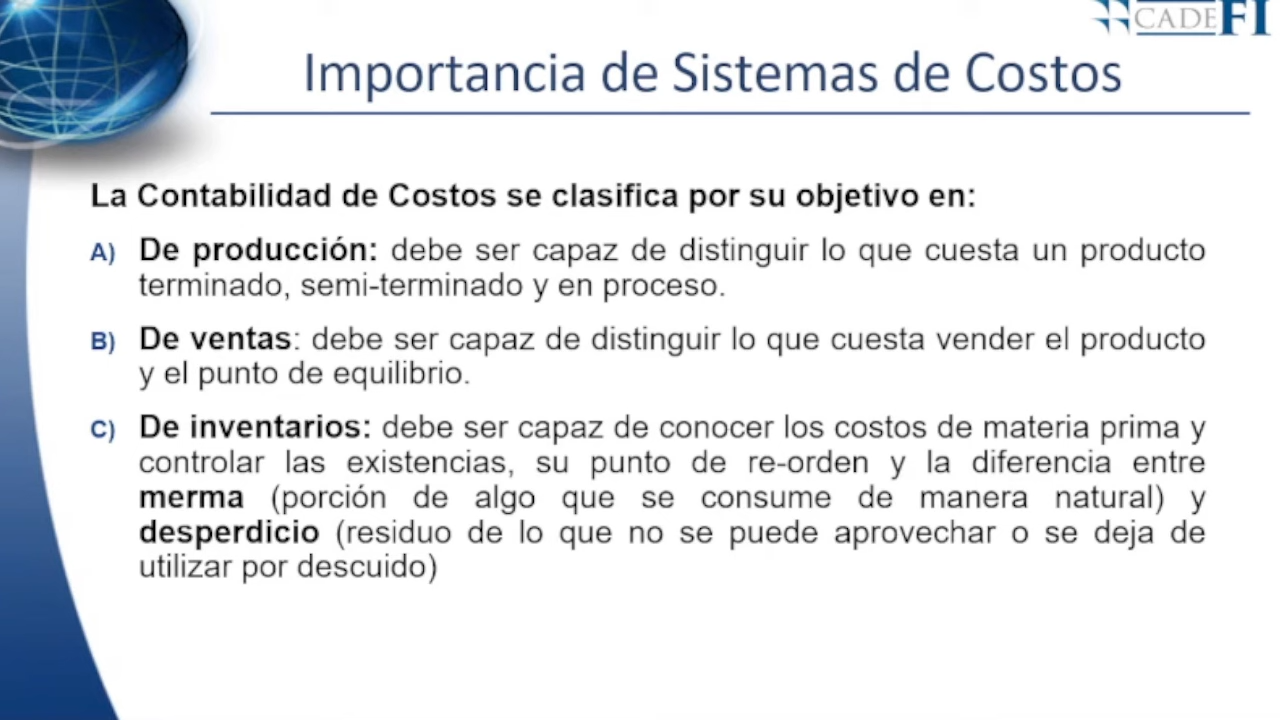 CADEFI
Importancia de Sistemas de Costos
La Contabilidad de Costos se clasifica por su objetivo en:
A) De producción: debe ser capaz de distinguir lo que cuesta un producto
terminado, semi-terminado y en proceso.
B) De ventas: debe ser capaz de distinguir lo que cuesta vender el producto
y el punto de equilibrio.
C) De inventarios: debe ser capaz de conocer los costos de materia prima y
controlar las existencias, su punto de re-orden y la diferencia entre
merma (porción de algo que se consume de manera natural) y
desperdicio (residuo de lo que no se puede aprovechar o se deja de
utilizar por descuido)